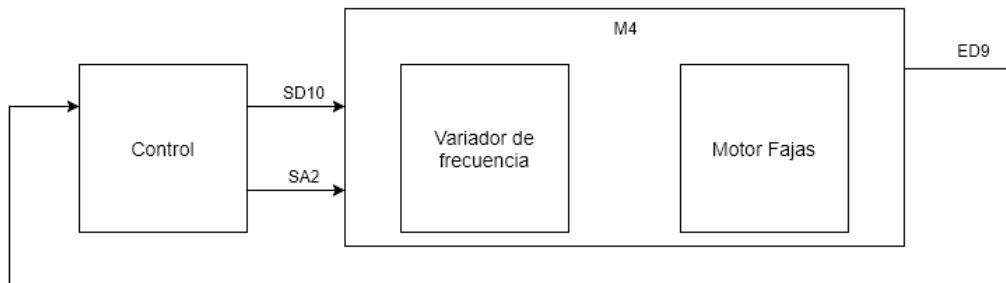 M4
ED9
SD10
Control
SA2
Variador de
frecuencia
Motor Fajas